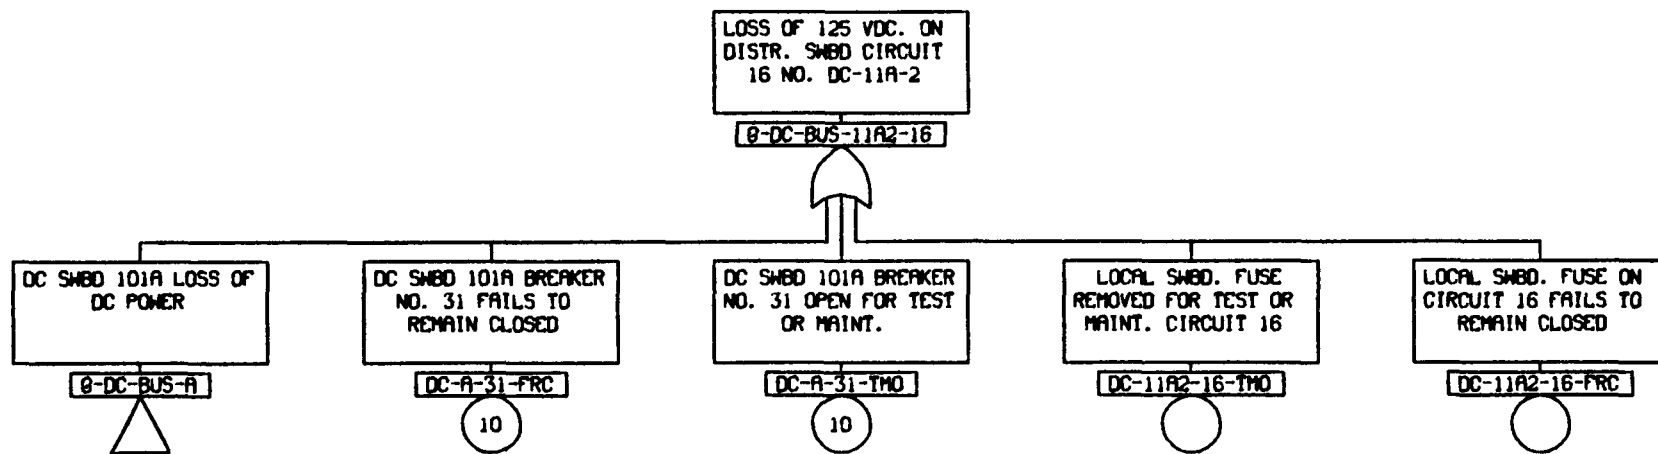 LOSS OF 125 VDC. ON
DISTR. SWBD CIRCUIT
16 NO. DC-11A-2
@-DC-BUS-11A2-16
DC SWBD 101A LOSS OF
DC POWER
@-DC-BUS-A
DC SWBD 101A BREAKER
NO. 31 FAILS TO
REMAIN CLOSED
DC-A-31-FRC
10
DC SWBD 101A BREAKER
NO. 31 OPEN FOR TEST
OR MAINT.
DC-A-31-TMO
10
LOCAL SWBD. FUSE
REMOVED FOR TEST OR
MAINT. CIRCUIT 16
DC-11A2-16-TMO
LOCAL SWBD. FUSE ON
CIRCUIT 16 FAILS TO
REMAIN CLOSED
DC-11A2-16-FRC